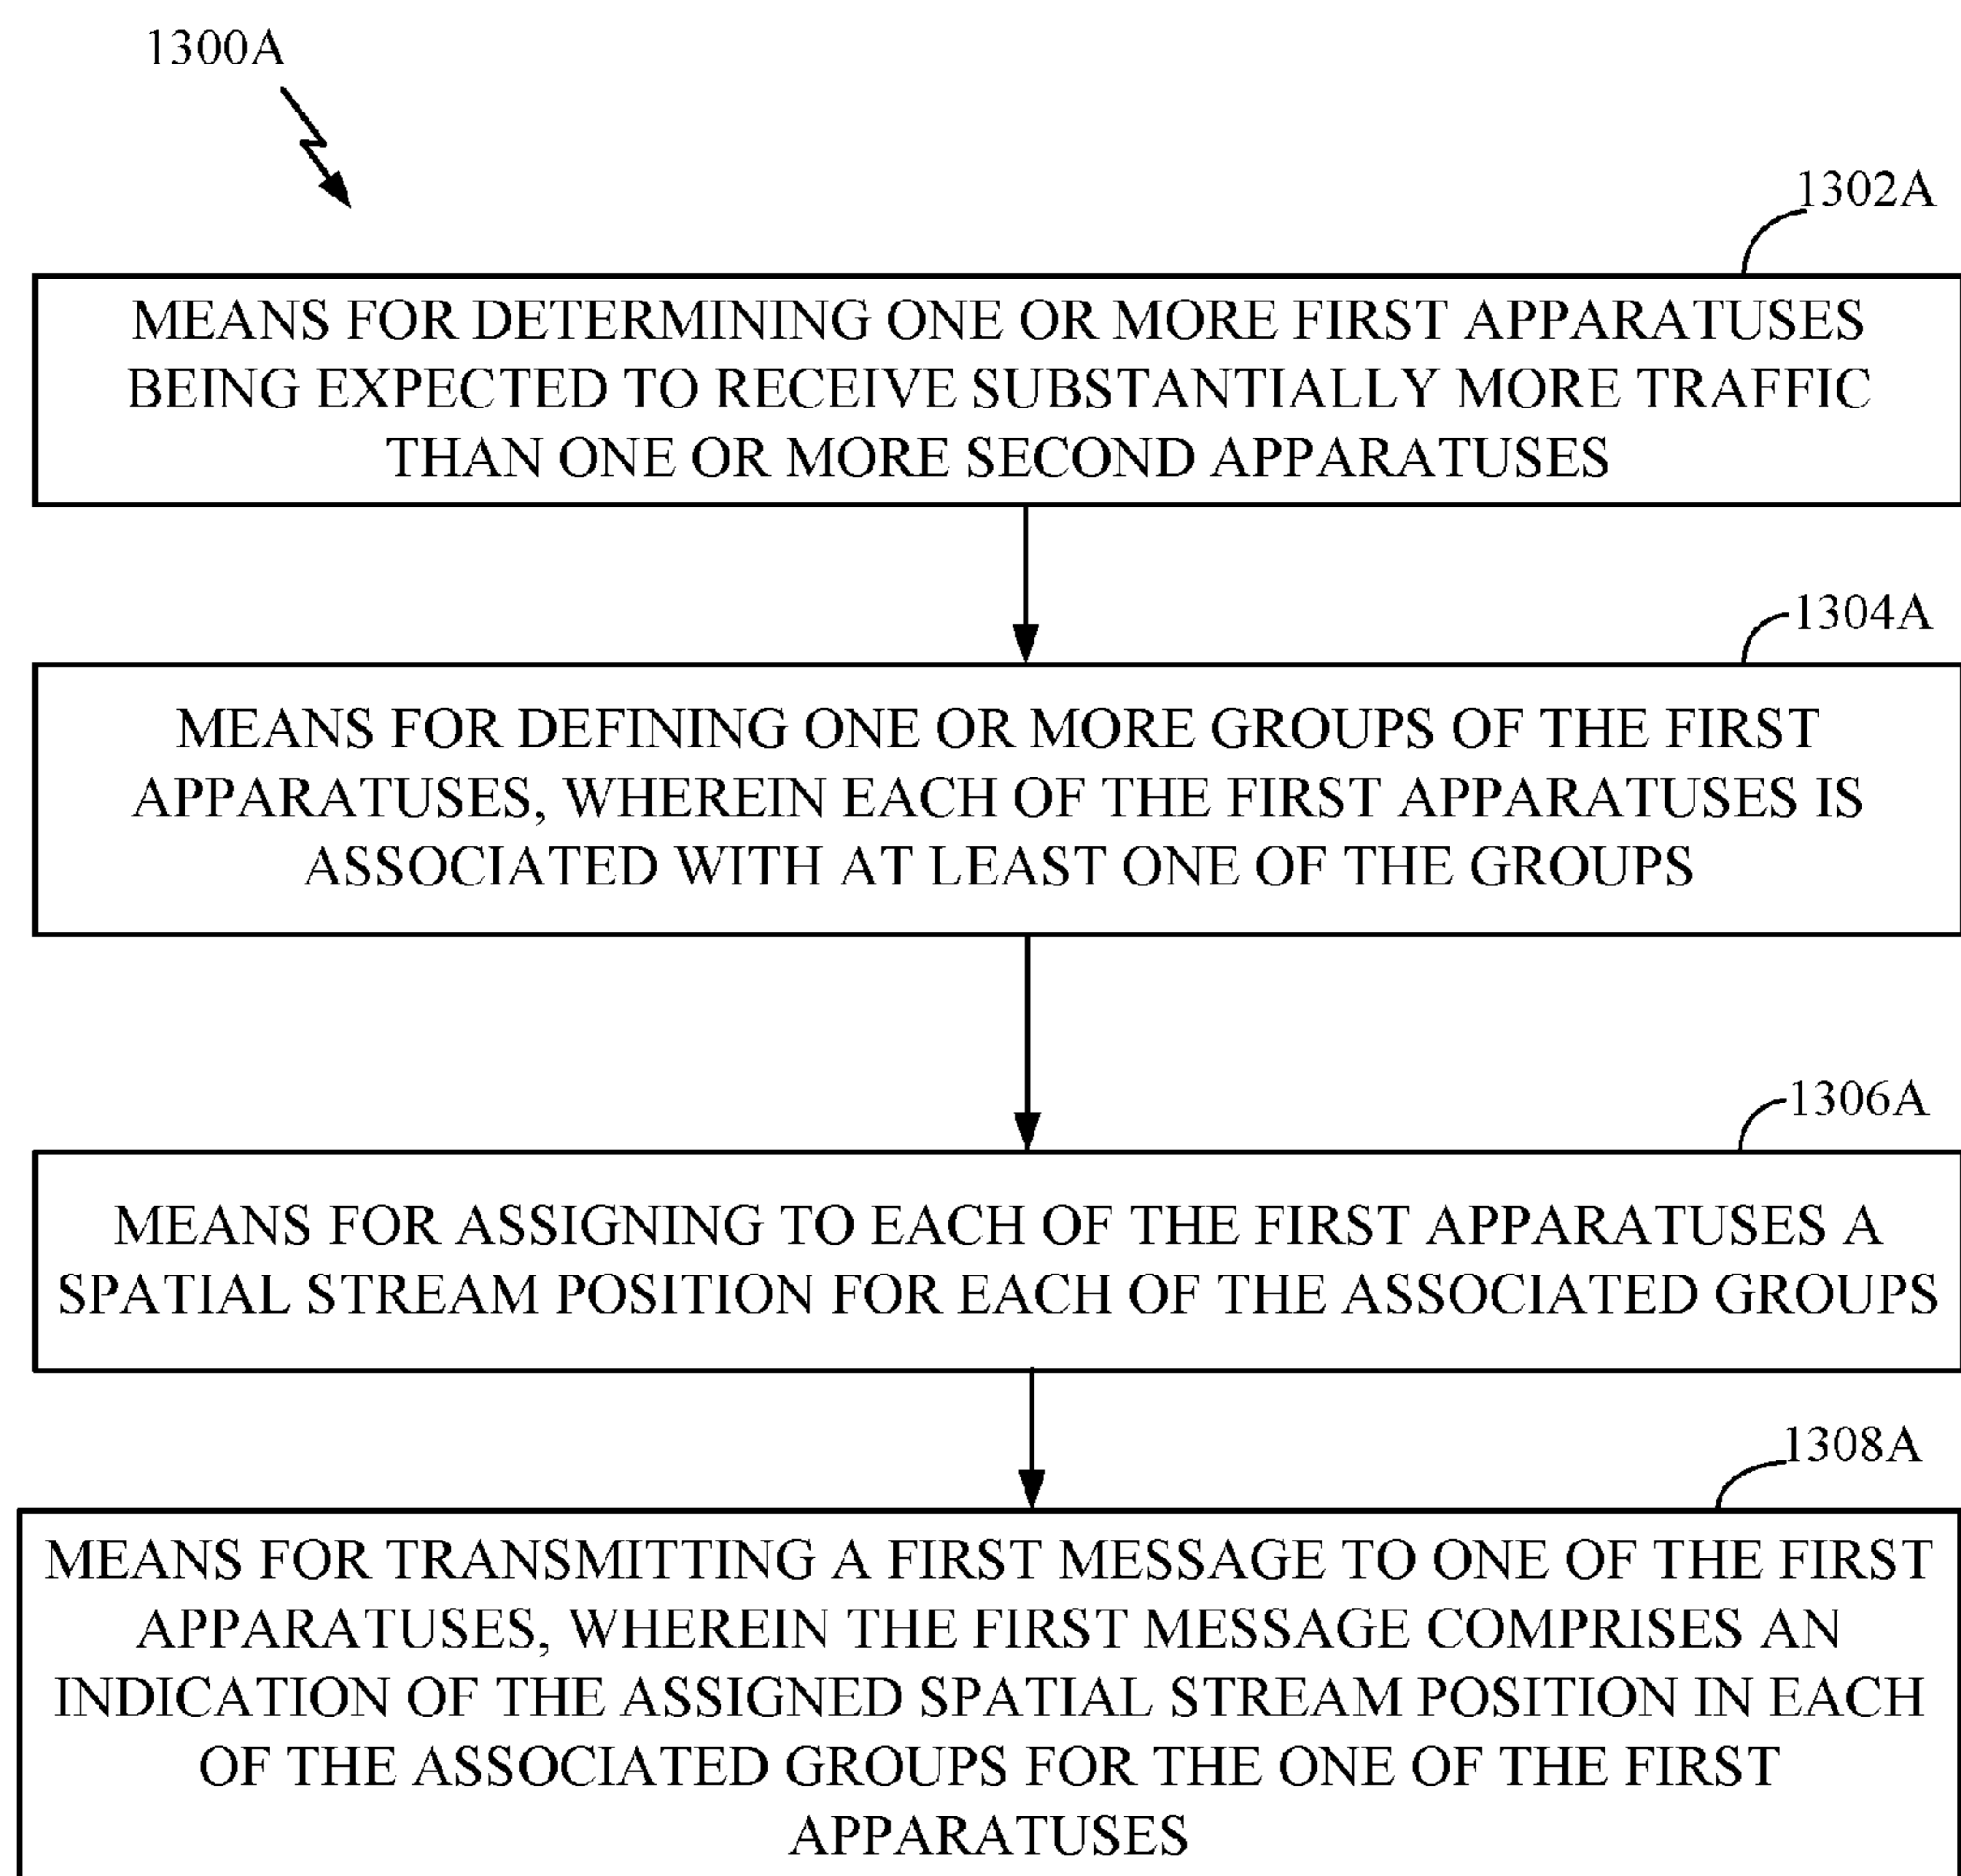 1300A
1302A
MEANS FOR DETERMINING ONE OR MORE FIRST APPARATUSES
BEING EXPECTED TO RECEIVE SUBSTANTIALLY MORE TRAFFIC
THAN ONE OR MORE SECOND APPARATUSES
1304A
MEANS FOR DEFINING ONE OR MORE GROUPS OF THE FIRST
APPARATUSES, WHEREIN EACH OF THE FIRST APPARATUSES IS
ASSOCIATED WITH AT LEAST ONE OF THE GROUPS
1306A
MEANS FOR ASSIGNING TO EACH OF THE FIRST APPARATUSES A
SPATIAL STREAM POSITION FOR EACH OF THE ASSOCIATED GROUPS
1308A
MEANS FOR TRANSMITTING A FIRST MESSAGE TO ONE OF THE FIRST
APPARATUSES, WHEREIN THE FIRST MESSAGE COMPRISES AN
INDICATION OF THE ASSIGNED SPATIAL STREAM POSITION IN EACH
OF THE ASSOCIATED GROUPS FOR THE ONE OF THE FIRST
APPARATUSES